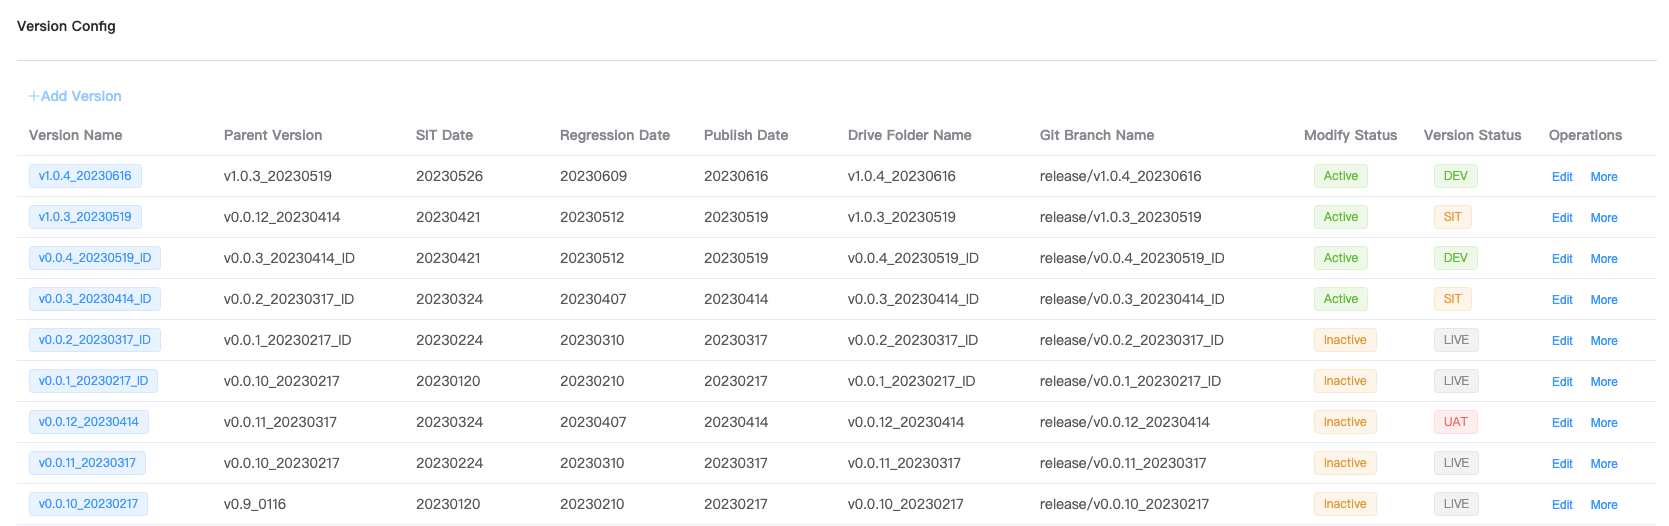 Version Config
+Add Version
Version Name Parent Version SIT Date Regression Date Publish Date Drive Folder Name Git Branch Name Modify Status Version Status Operations
v1.0.4_20230616 v1.0.3_20230519 20230526 20230609 20230616 v1.0.4_20230616 release/v1.0.4_20230616 Active DEV Edit More
v1.0.3_20230519 v0.0.12_20230414 20230421 20230512 20230519 v1.0.3_20230519 release/v1.0.3_20230519 Active SIT Edit More
v0.0.4_20230519_ID v0.0.3_20230414_ID 20230421 20230512 20230519 v0.0.4_20230519_ID release/v0.0.4_20230519_ID Active DEV Edit More
v0.0.3_20230414_ID v0.0.2_20230317_ID 20230324 20230407 20230414 v0.0.3_20230414_ID release/v0.0.3_20230414_ID Active SIT Edit More
v0.0.2_20230317_ID v0.0.1_20230217_ID 20230224 20230310 20230317 v0.0.2_20230317_ID release/v0.0.2_20230317_ID Inactive LIVE Edit More
v0.0.1_20230217_ID v0.0.10_20230217 20230120 20230210 20230217 v0.0.1_20230217_ID release/v0.0.1_20230217_ID Inactive LIVE Edit More
v0.0.12_20230414 v0.0.11_20230317 20230324 20230407 20230414 v0.0.12_20230414 release/v0.0.12_20230414 Inactive UAT Edit More
v0.0.11_20230317 v0.0.10_20230217 20230224 20230310 20230317 v0.0.11_20230317 release/v0.0.11_20230317 Inactive LIVE Edit More
v0.0.10_20230217 v0.9_0116 20230120 20230210 20230217 v0.0.10_20230217 release/v0.0.10_20230217 Inactive LIVE Edit More